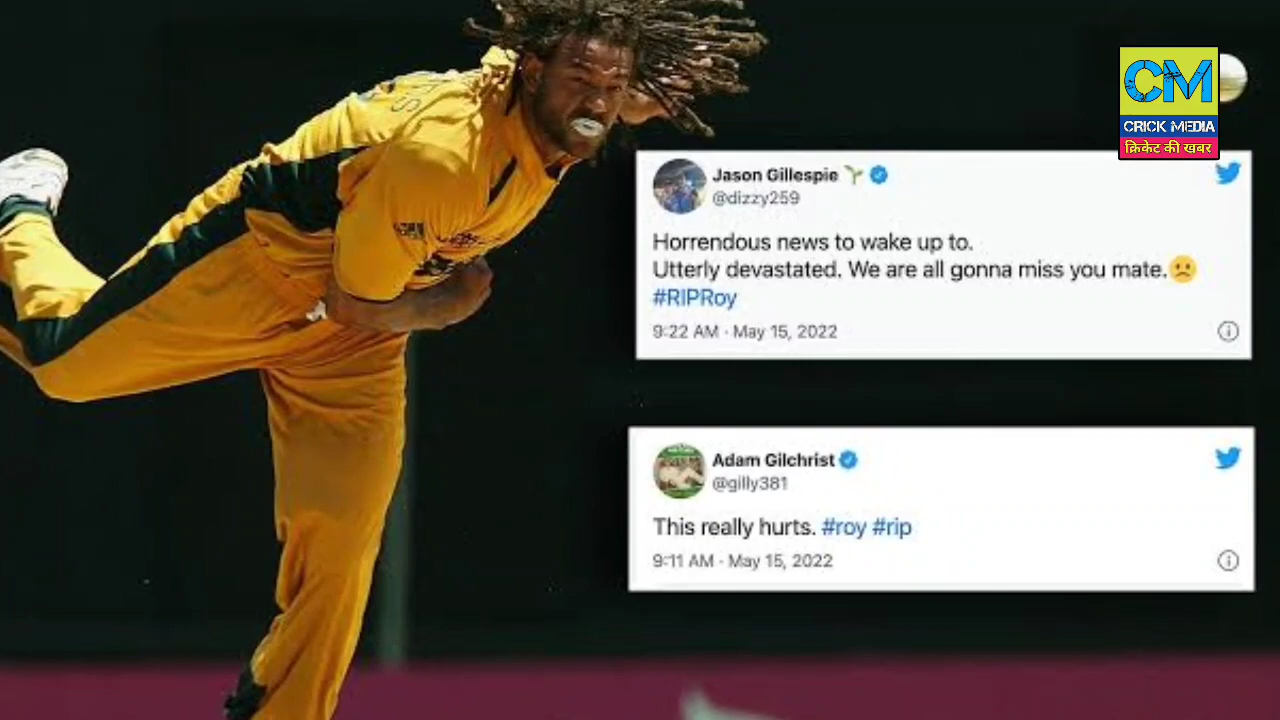 CM
CRICK MEDIA
क्रिकेट की खबर
Jason Gillespie
@dizzy259
Horrendous news to wake up to.
Utterly devastated. We are all gonna miss you mate.☹️
#RIPRoy
9:22 AM · May 15, 2022
Adam Gilchrist
@gilly381
This really hurts. #roy #rip
9:11 AM · May 15, 2022